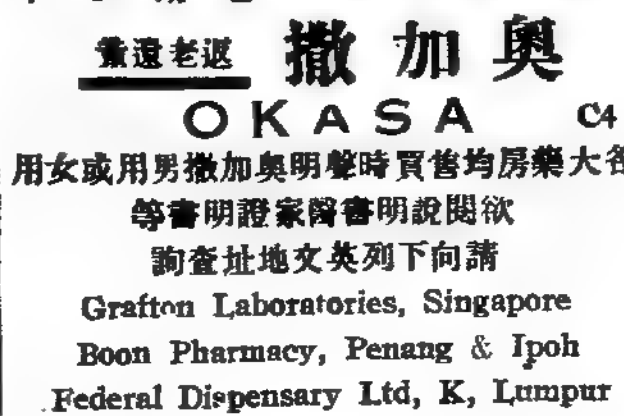 奧加撒 返老還童
OKASA C4
各大藥房均售買時聲明奧加撒男用或女用
欲閱說明書醫家證明書等
請向下列英文地址查詢
Grafton Laboratories, Singapore
Boon Pharmacy, Penang & Ipoh
Federal Dispensary Ltd, K, Lumpur